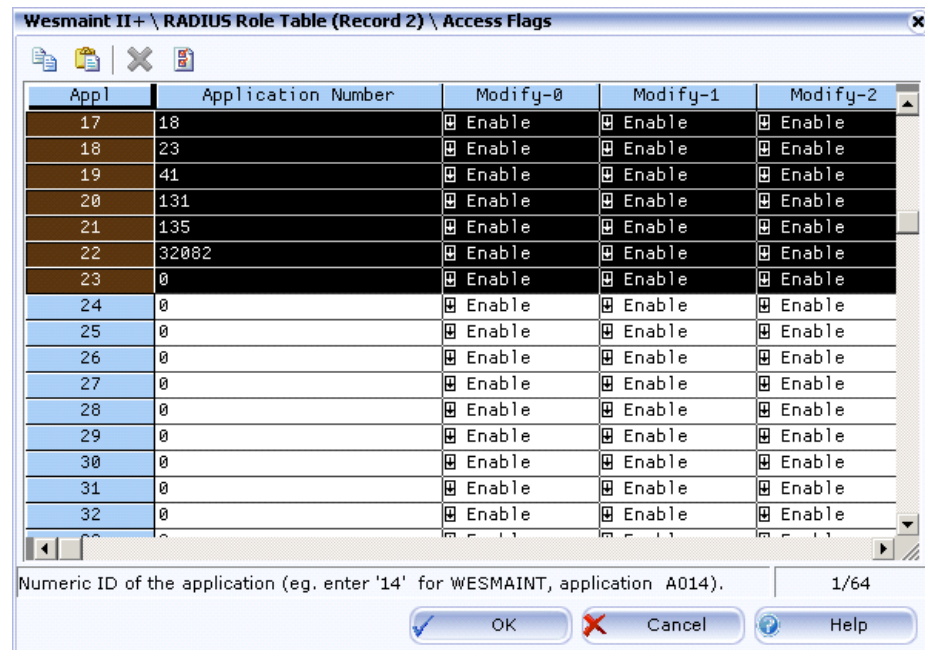 Wesmaint II+ \ RADIUS Role Table (Record 2) \ Access Flags
Appl Application Number Modify-0 Modify-1 Modify-2
17 18 Enable Enable Enable
18 23 Enable Enable Enable
19 41 Enable Enable Enable
20 131 Enable Enable Enable
21 135 Enable Enable Enable
22 32082 Enable Enable Enable
23 0 Enable Enable Enable
24 0 Enable Enable Enable
25 0 Enable Enable Enable
26 0 Enable Enable Enable
27 0 Enable Enable Enable
28 0 Enable Enable Enable
29 0 Enable Enable Enable
30 0 Enable Enable Enable
31 0 Enable Enable Enable
32 0 Enable Enable Enable
Numeric ID of the application (eg. enter '14' for WESMAINT, application A014). 1/64
OK Cancel Help